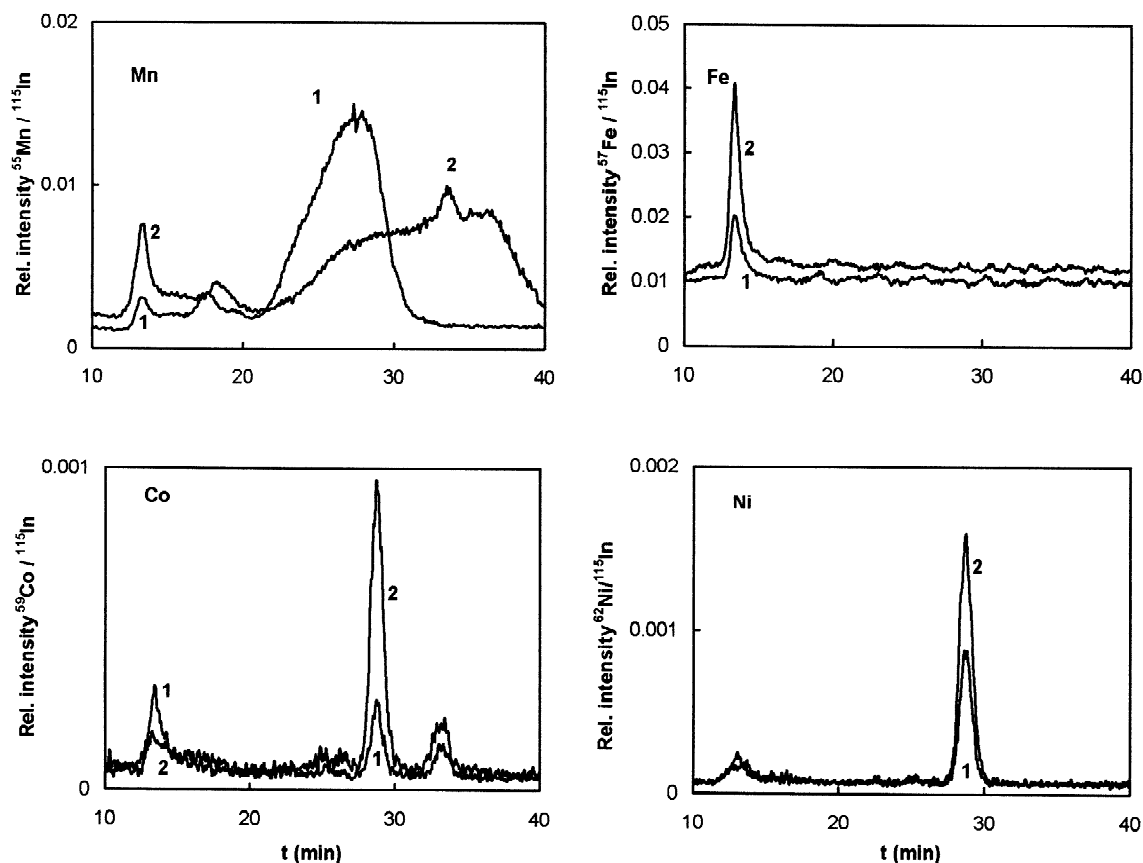 0.02
Mn
1
2
0.01
2
1
0
10 20 30 40
Rel. intensity ⁵⁵Mn / ¹¹⁵In
0.05
Fe
0.04
2
0.03
0.02
0.01
1
0
10 20 30 40
Rel. intensity ⁵⁷Fe / ¹¹⁵In
0.001
Co
2
1
2
1
0
10 20 30 40
t (min)
Rel. intensity ⁵⁹Co / ¹¹⁵In
0.002
Ni
2
0.001
1
0
10 20 30 40
t (min)
Rel. intensity ⁶²Ni/¹¹⁵In